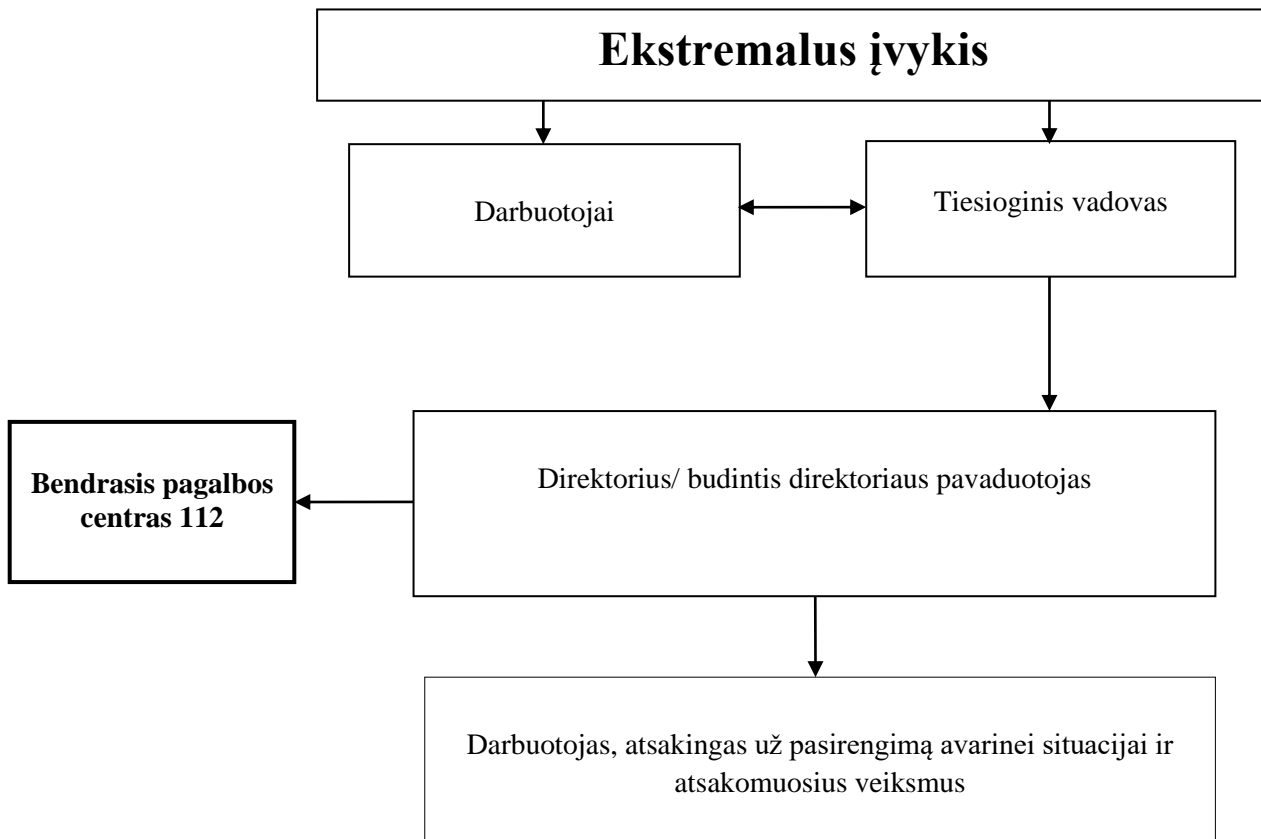 Ekstremalus įvykis
Darbuotojai
Tiesioginis vadovas
Bendrasis pagalbos
centras 112
Direktorius/ budintis direktoriaus pavaduotojas
Darbuotojas, atsakingas už pasirengimą avarinei situacijai ir
atsakomuosius veiksmus